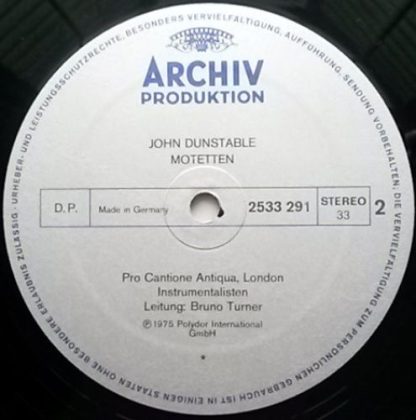 ARCHIV
PRODUKTION
JOHN DUNSTABLE
MOTETTEN
D.P.
Made in Germany
2533 291
STEREO
33
2
Pro Cantione Antiqua, London
Instrumentalisten
Leitung: Bruno Turner
Ⓟ 1975 Polydor International
GmbH
*
URHEBER- UND LEISTUNGSSCHUTZRECHTE, BESONDERS VERVIELFÄLTIGUNG, AUFFÜHRUNG, SENDUNG VORBEHALTEN. DIE VERVIELFÄLTIGUNG ZUM PERSÖNLICHEN GEBRAUCH IST IN EINIGEN STAATEN OHNE BESONDERE ERLAUBNIS ZULÄSSIG.